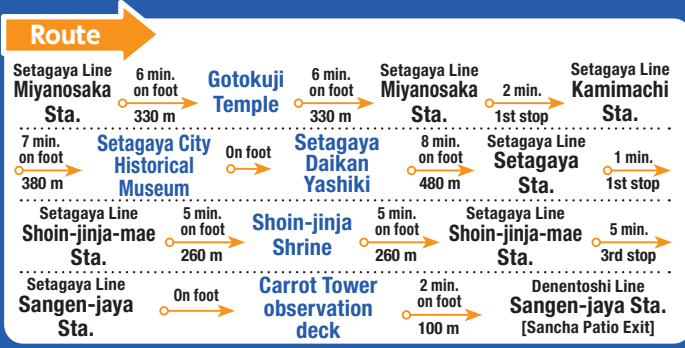 Route
Setagaya Line
Miyanosaka
Sta.
6 min.
on foot
330 m
Gotokuji
Temple
6 min.
on foot
330 m
Setagaya Line
Miyanosaka
Sta.
2 min.
1st stop
Setagaya Line
Kamimachi
Sta.
7 min.
on foot
380 m
Setagaya City
Historical
Museum
On foot
Setagaya
Daikan
Yashiki
8 min.
on foot
480 m
Setagaya Line
Setagaya
Sta.
1 min.
1st stop
Setagaya Line
Shoin-jinja-mae
Sta.
5 min.
on foot
260 m
Shoin-jinja
Shrine
5 min.
on foot
260 m
Setagaya Line
Shoin-jinja-mae
Sta.
5 min.
3rd stop
Setagaya Line
Sangen-jaya
Sta.
On foot
Carrot Tower
observation
deck
2 min.
on foot
100 m
Denentoshi Line
Sangen-jaya Sta.
[Sancha Patio Exit]